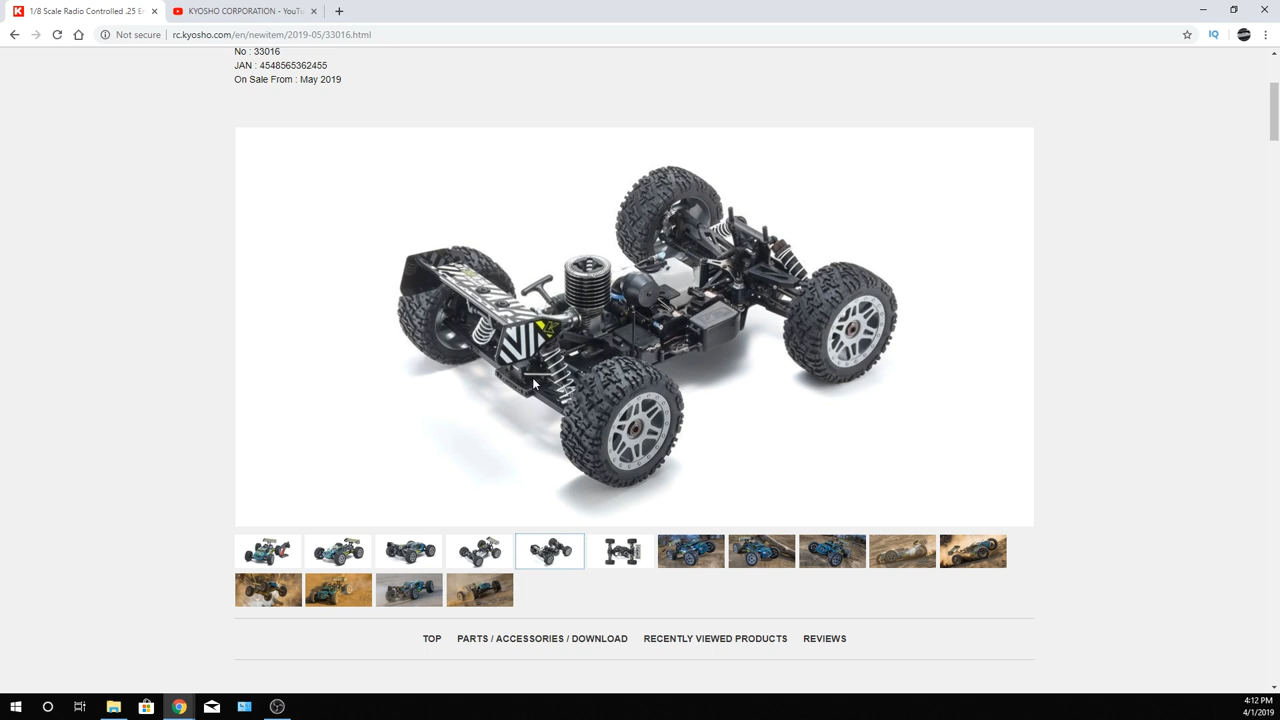 1/8 Scale Radio Controlled .25 E
KYOSHO CORPORATION - YouTu
Not secure
rc.kyosho.com/en/newitem/2019-05/33016.html
IQ
No : 33016
JAN : 4548565362455
On Sale From : May 2019
TOP
PARTS / ACCESSORIES / DOWNLOAD
RECENTLY VIEWED PRODUCTS
REVIEWS
4:12 PM
4/1/2019